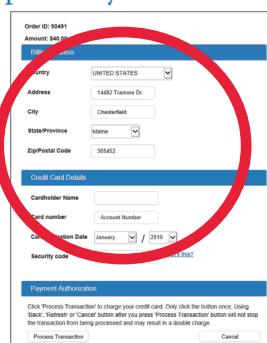 Order ID: 90491
Amount: $40.00
Country UNITED STATES
Address 14482 Tramore Dr.
City Chesterfield
State/Province Maine
Zip/Postal Code 365452
Credit Card Details
Cardholder Name
Card number Account Number
Date January / 2019
Security code this?
Payment Authorization
Click 'Process Transaction' to charge your credit card. Only click the button once. Using
'Back', 'Refresh' or 'Cancel' button after you press 'Process Transaction' button will not stop
the transaction from being processed and may result in a double charge.
Process Transaction Cancel